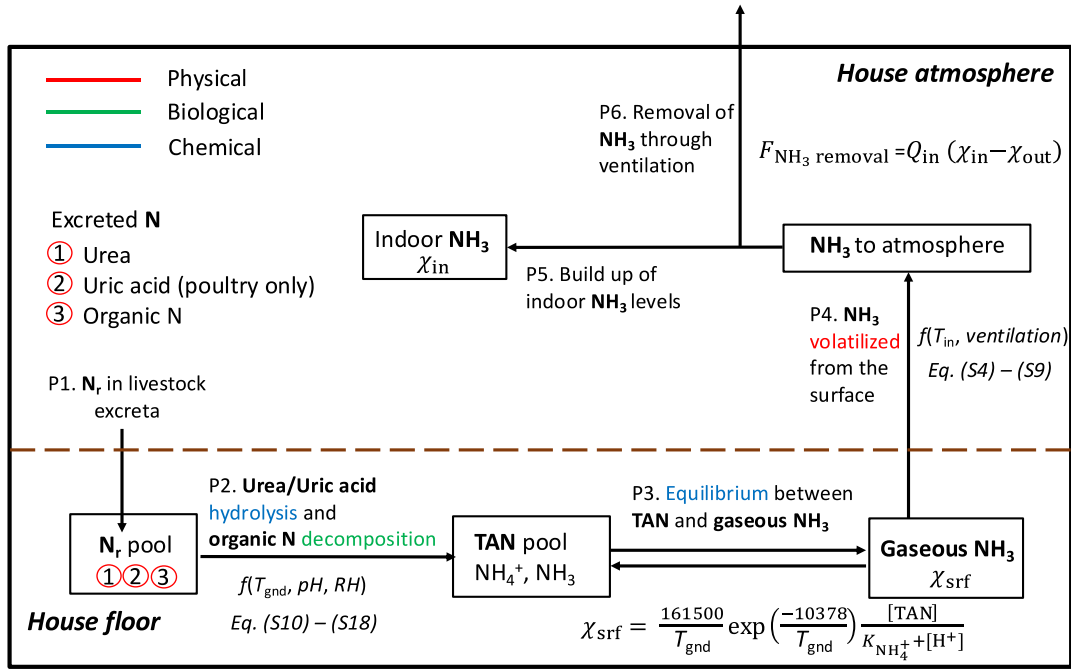 Physical
Biological
Chemical
House atmosphere
P6. Removal of
NH₃ through
ventilation
F_NH₃ removal =Q_in (χ_in−χ_out)
Excreted N
① Urea
② Uric acid (poultry only)
③ Organic N
Indoor NH₃
χ_in
NH₃ to atmosphere
P5. Build up of
indoor NH₃ levels
P4. NH₃
volatilized
from the
surface
f(T_in, ventilation)
Eq. (S4) – (S9)
P1. N_r in livestock
excreta
P2. Urea/Uric acid
hydrolysis and
organic N decomposition
P3. Equilibrium between
TAN and gaseous NH₃
N_r pool
①②③
f(T_gnd, pH, RH)
Eq. (S10) – (S18)
TAN pool
NH₄⁺, NH₃
Gaseous NH₃
χ_srf
House floor
χ_srf = 161500/T_gnd exp(−10378/T_gnd) [TAN]/(K_NH₄⁺+[H⁺])